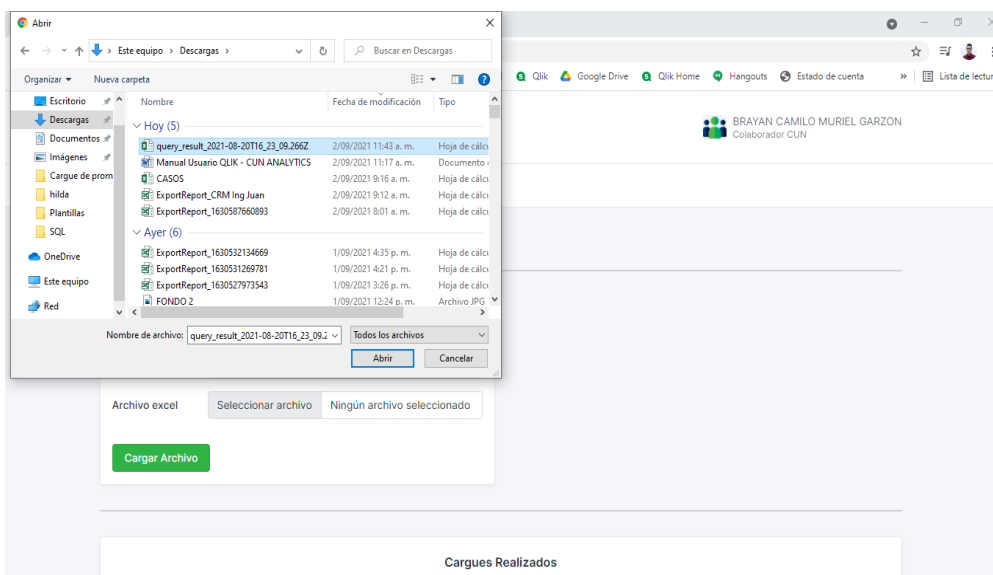 Abrir
Este equipo › Descargas ›
Buscar en Descargas
Organizar
Nueva carpeta
Qlik
Google Drive
Qlik Home
Hangouts
Estado de cuenta
»
Escritorio
Descargas
Documentos
Imágenes
Cargue de prom
hilda
Plantillas
SQL
OneDrive
Este equipo
Red
Nombre Fecha de modificación Tipo
Hoy (5)
query_result_2021-08-20T16_23_09.266Z 2/09/2021 11:43 a. m. Hoja de
Manual Usuario QLIK - CUN ANALYTICS 2/09/2021 11:17 a. m. Documento
CASOS 2/09/2021 9:16 a. m. Hoja de
ExportReport_CRM Ing Juan 2/09/2021 9:12 a. m. Hoja de
ExportReport_1630587660893 2/09/2021 8:01 a. m. Hoja de
Ayer (6)
ExportReport_1630532134669 1/09/2021 4:35 p. m. Hoja de
ExportReport_1630531269781 1/09/2021 4:21 p. m. Hoja de
ExportReport_1630527973543 1/09/2021 3:26 p. m. Hoja de
FONDO 2 1/09/2021 12:24 p. m. Archivo JPG
Nombre de archivo: query_result_2021-08-20T16_23_09.2 Todos los archivos
Abrir Cancelar
Lista de lectur
BRAYAN CAMILO MURIEL GARZON
Colaborador CUN
Archivo excel Seleccionar archivo Ningún archivo seleccionado
Cargar Archivo
Cargues Realizados